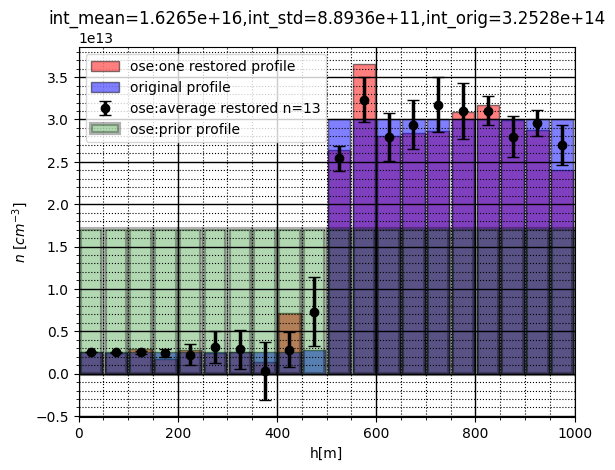 int_mean=1.6265e+16,int_std=8.8936e+11,int_orig=3.2528e+14
1e13
ose:one restored profile
original profile
ose:average restored n=13
ose:prior profile
3.5
3.0
2.5
2.0
1.5
1.0
0.5
0.0
−0.5
n [cm⁻³]
0 200 400 600 800 1000
h[m]